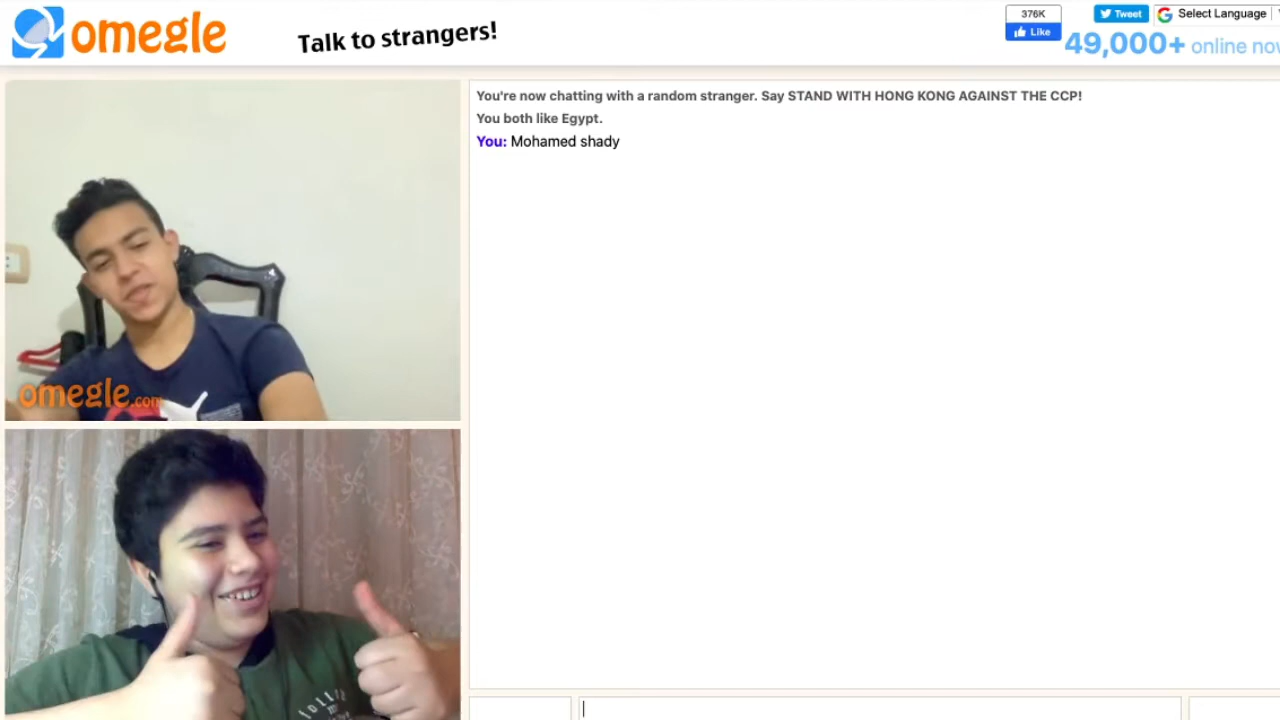 omegle
Talk to strangers!
376K
Like
Tweet
Select Language
49,000+ online now
You're now chatting with a random stranger. Say STAND WITH HONG KONG AGAINST THE CCP!
You both like Egypt.
You: Mohamed shady
omegle.com